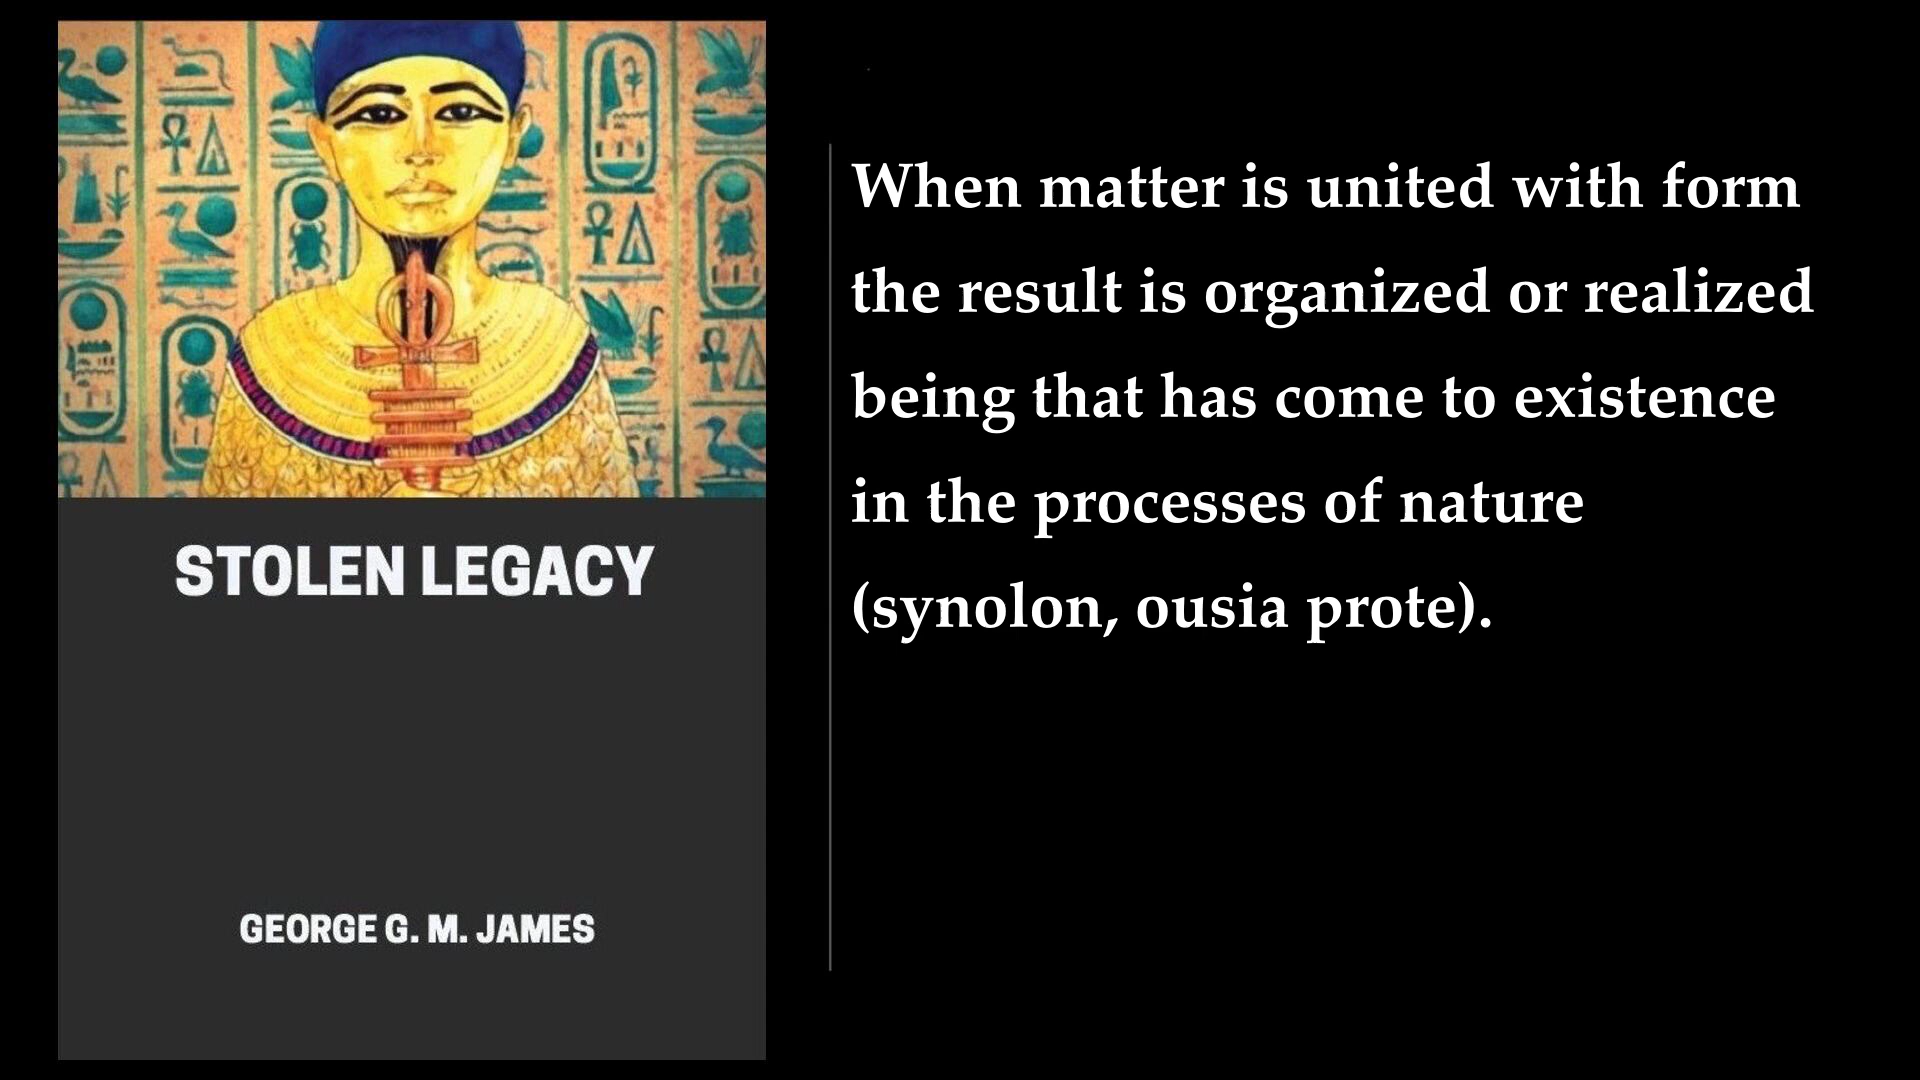 STOLEN LEGACY
GEORGE G. M. JAMES
When matter is united with form
the result is organized or realized
being that has come to existence
in the processes of nature
(synolon, ousia prote).